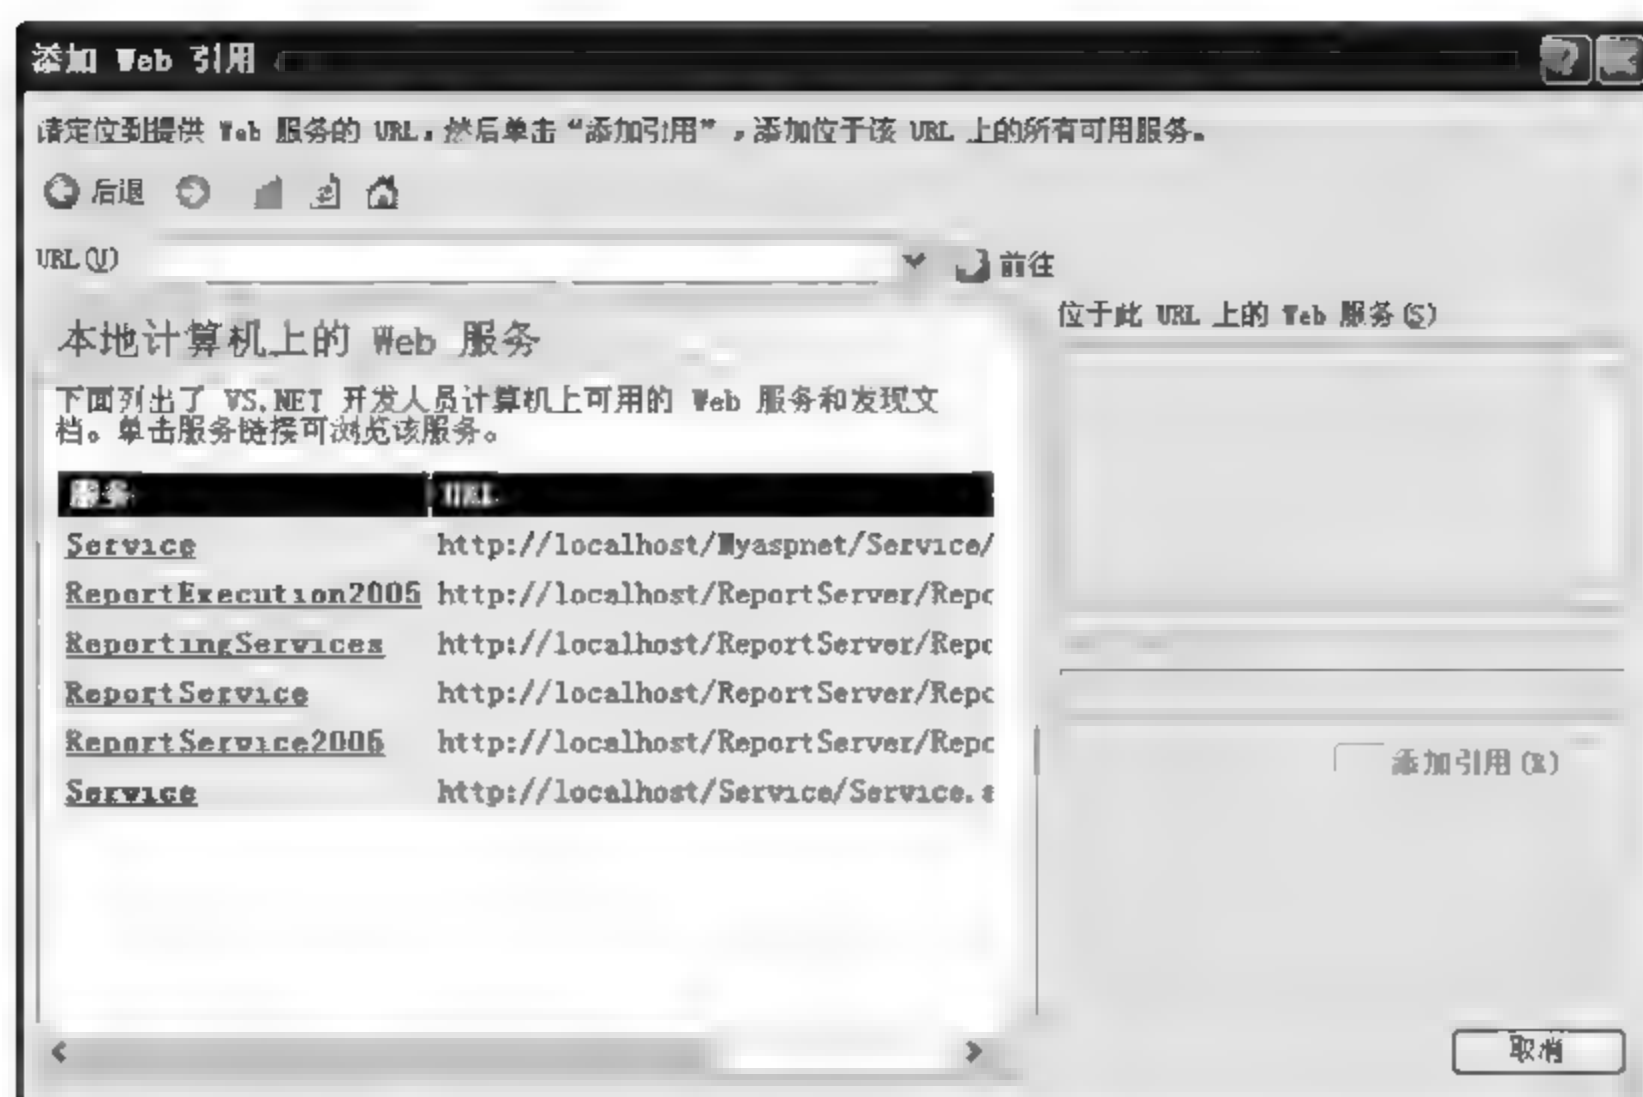 添加 Web 引用
请定位到提供 Web 服务的 URL，然后单击“添加引用”，添加位于该 URL 上的所有可用服务。
后退
URL(U)
前往
位于此 URL 上的 Web 服务(S)
本地计算机上的 Web 服务
下面列出了 VS.NET 开发人员计算机上可用的 Web 服务和发现文
档。单击服务链接可浏览该服务。
服务 URL
Service http://localhost/Myaspnet/Service/
ReportExecution2005 http://localhost/ReportServer/Repo
ReportingServices http://localhost/ReportServer/Repo
ReportService http://localhost/ReportServer/Repo
ReportService2005 http://localhost/ReportServer/Repo
Service http://localhost/Service/Service.a
添加引用(R)
取消